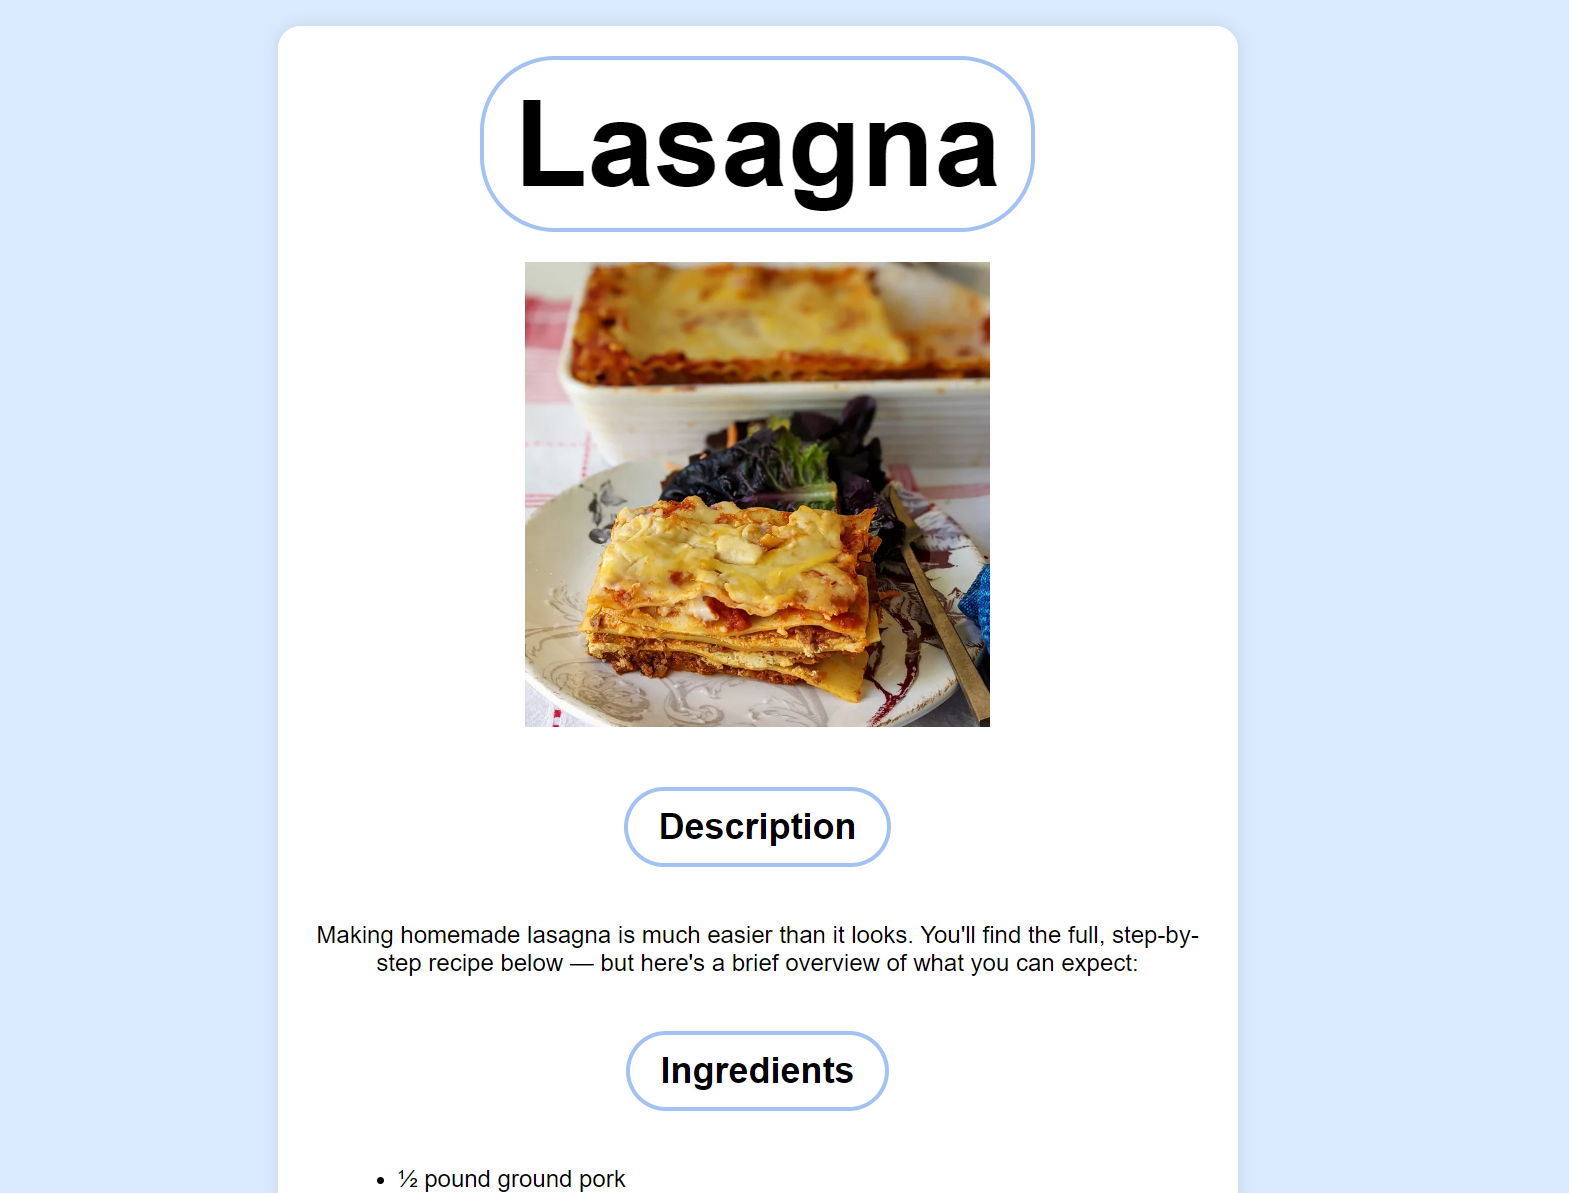 Lasagna
Description
Making homemade lasagna is much easier than it looks. You'll find the full, step-by-
step recipe below — but here's a brief overview of what you can expect:
Ingredients
• ½ pound ground pork